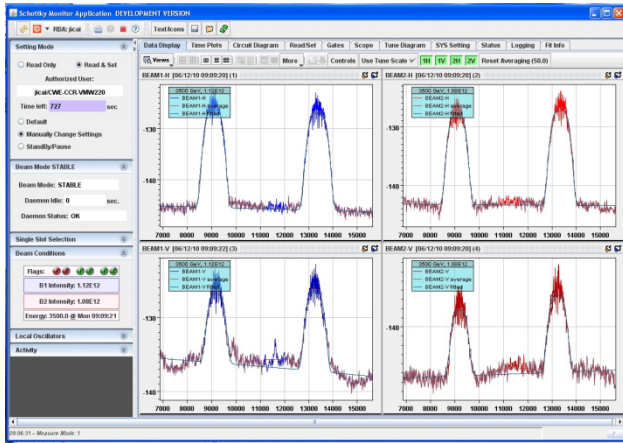 Schottky Monitor Application DEVELOPMENT VERSION
RBA: jicai
Text/Icons
Setting Mode
Read Only
Read & Set
Authorized User:
jicai/CWE-CCR-VMW220
Time left: 727 sec
Default
Manually Change Settings
StandBy/Pause
Beam Mode STABLE
Beam Mode: STABLE
Daemon Idle: 0 sec.
Daemon Status: OK
Single Slot Selection
Beam Conditions
Flags:
B1 Intensity: 1.12E12
B2 Intensity: 1.08E12
Energy: 3500.0 @ Mon 09:09:21
Local Oscillators
Activity
Data Display Time Plots Circuit Diagram Read/Set Gates Scope Tune Diagram SYS Setting Status Logging Fit Info
Views More Controls Use Tune Scale 1H 1V 2H 2V Reset Averaging (50.0)
BEAM1-H [06/12/10 09:09:20] (1)
3500 GeV, 1.12E12
BEAM1-H
BEAM1-H average
BEAM1-H fitted
-130
-140
7000 8000 9000 10000 11000 12000 13000 14000 15000
BEAM2-H [06/12/10 09:09:20] (2)
3500 GeV, 1.08E12
BEAM2-H
BEAM2-H average
BEAM2-H fitted
-130
-140
7000 8000 9000 10000 11000 12000 13000 14000 15000
BEAM1-V [06/12/10 09:09:22] (3)
3500 GeV, 1.12E12
BEAM1-V
BEAM1-V average
BEAM1-V fitted
-130
-140
7000 8000 9000 10000 11000 12000 13000 14000 15000
BEAM2-V [06/12/10 09:09:20] (4)
3500 GeV, 1.08E12
BEAM2-V
BEAM2-V average
BEAM2-V fitted
-140
7000 8000 9000 10000 11000 12000 13000 14000 15000
- Measure Mode: 1